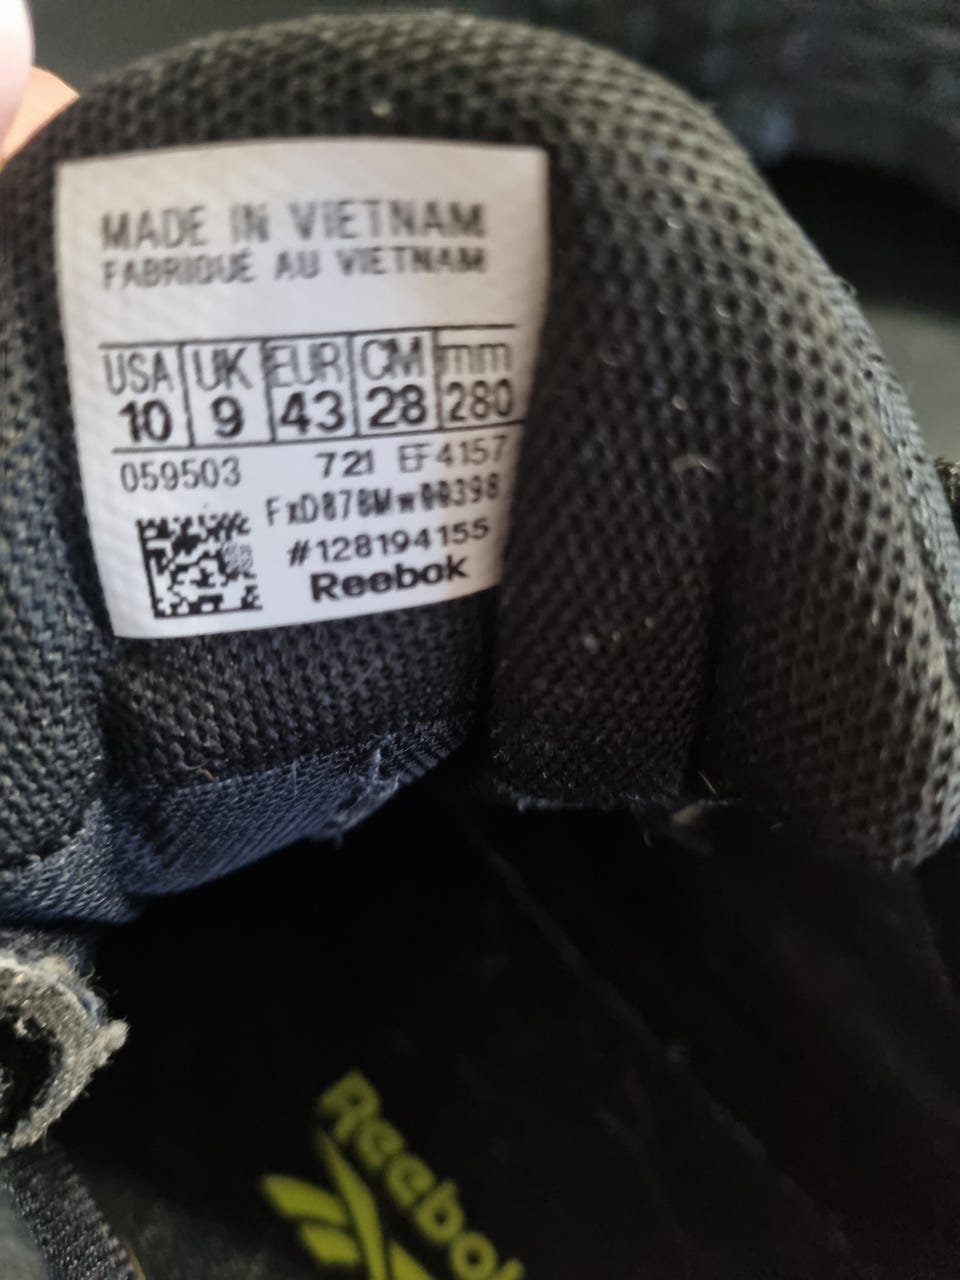 MADE IN VIETNAM
FABRIQUÉ AU VIETNAM
USA UK EUR CM mm
10 9 43 28 280
059503 721 EF4157
#128194155
Reebok
Reebok